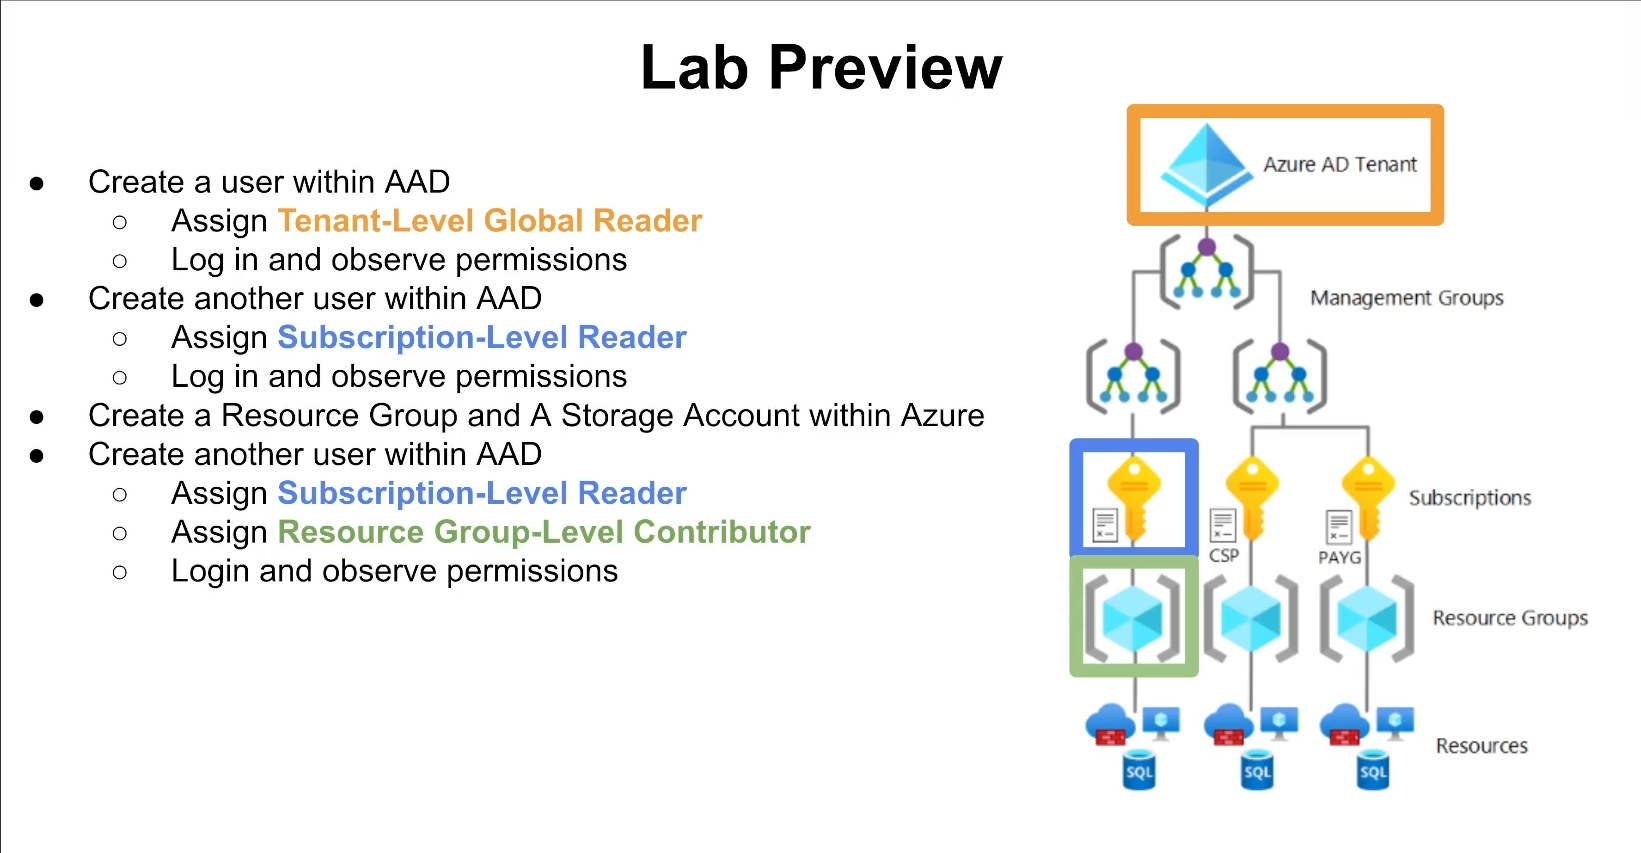 Lab Preview
● Create a user within AAD
○ Assign Tenant-Level Global Reader
○ Log in and observe permissions
● Create another user within AAD
○ Assign Subscription-Level Reader
○ Log in and observe permissions
● Create a Resource Group and A Storage Account within Azure
● Create another user within AAD
○ Assign Subscription-Level Reader
○ Assign Resource Group-Level Contributor
○ Login and observe permissions
Azure AD Tenant
Management Groups
Subscriptions
CSP
PAYG
Resource Groups
Resources
SQL
SQL
SQL